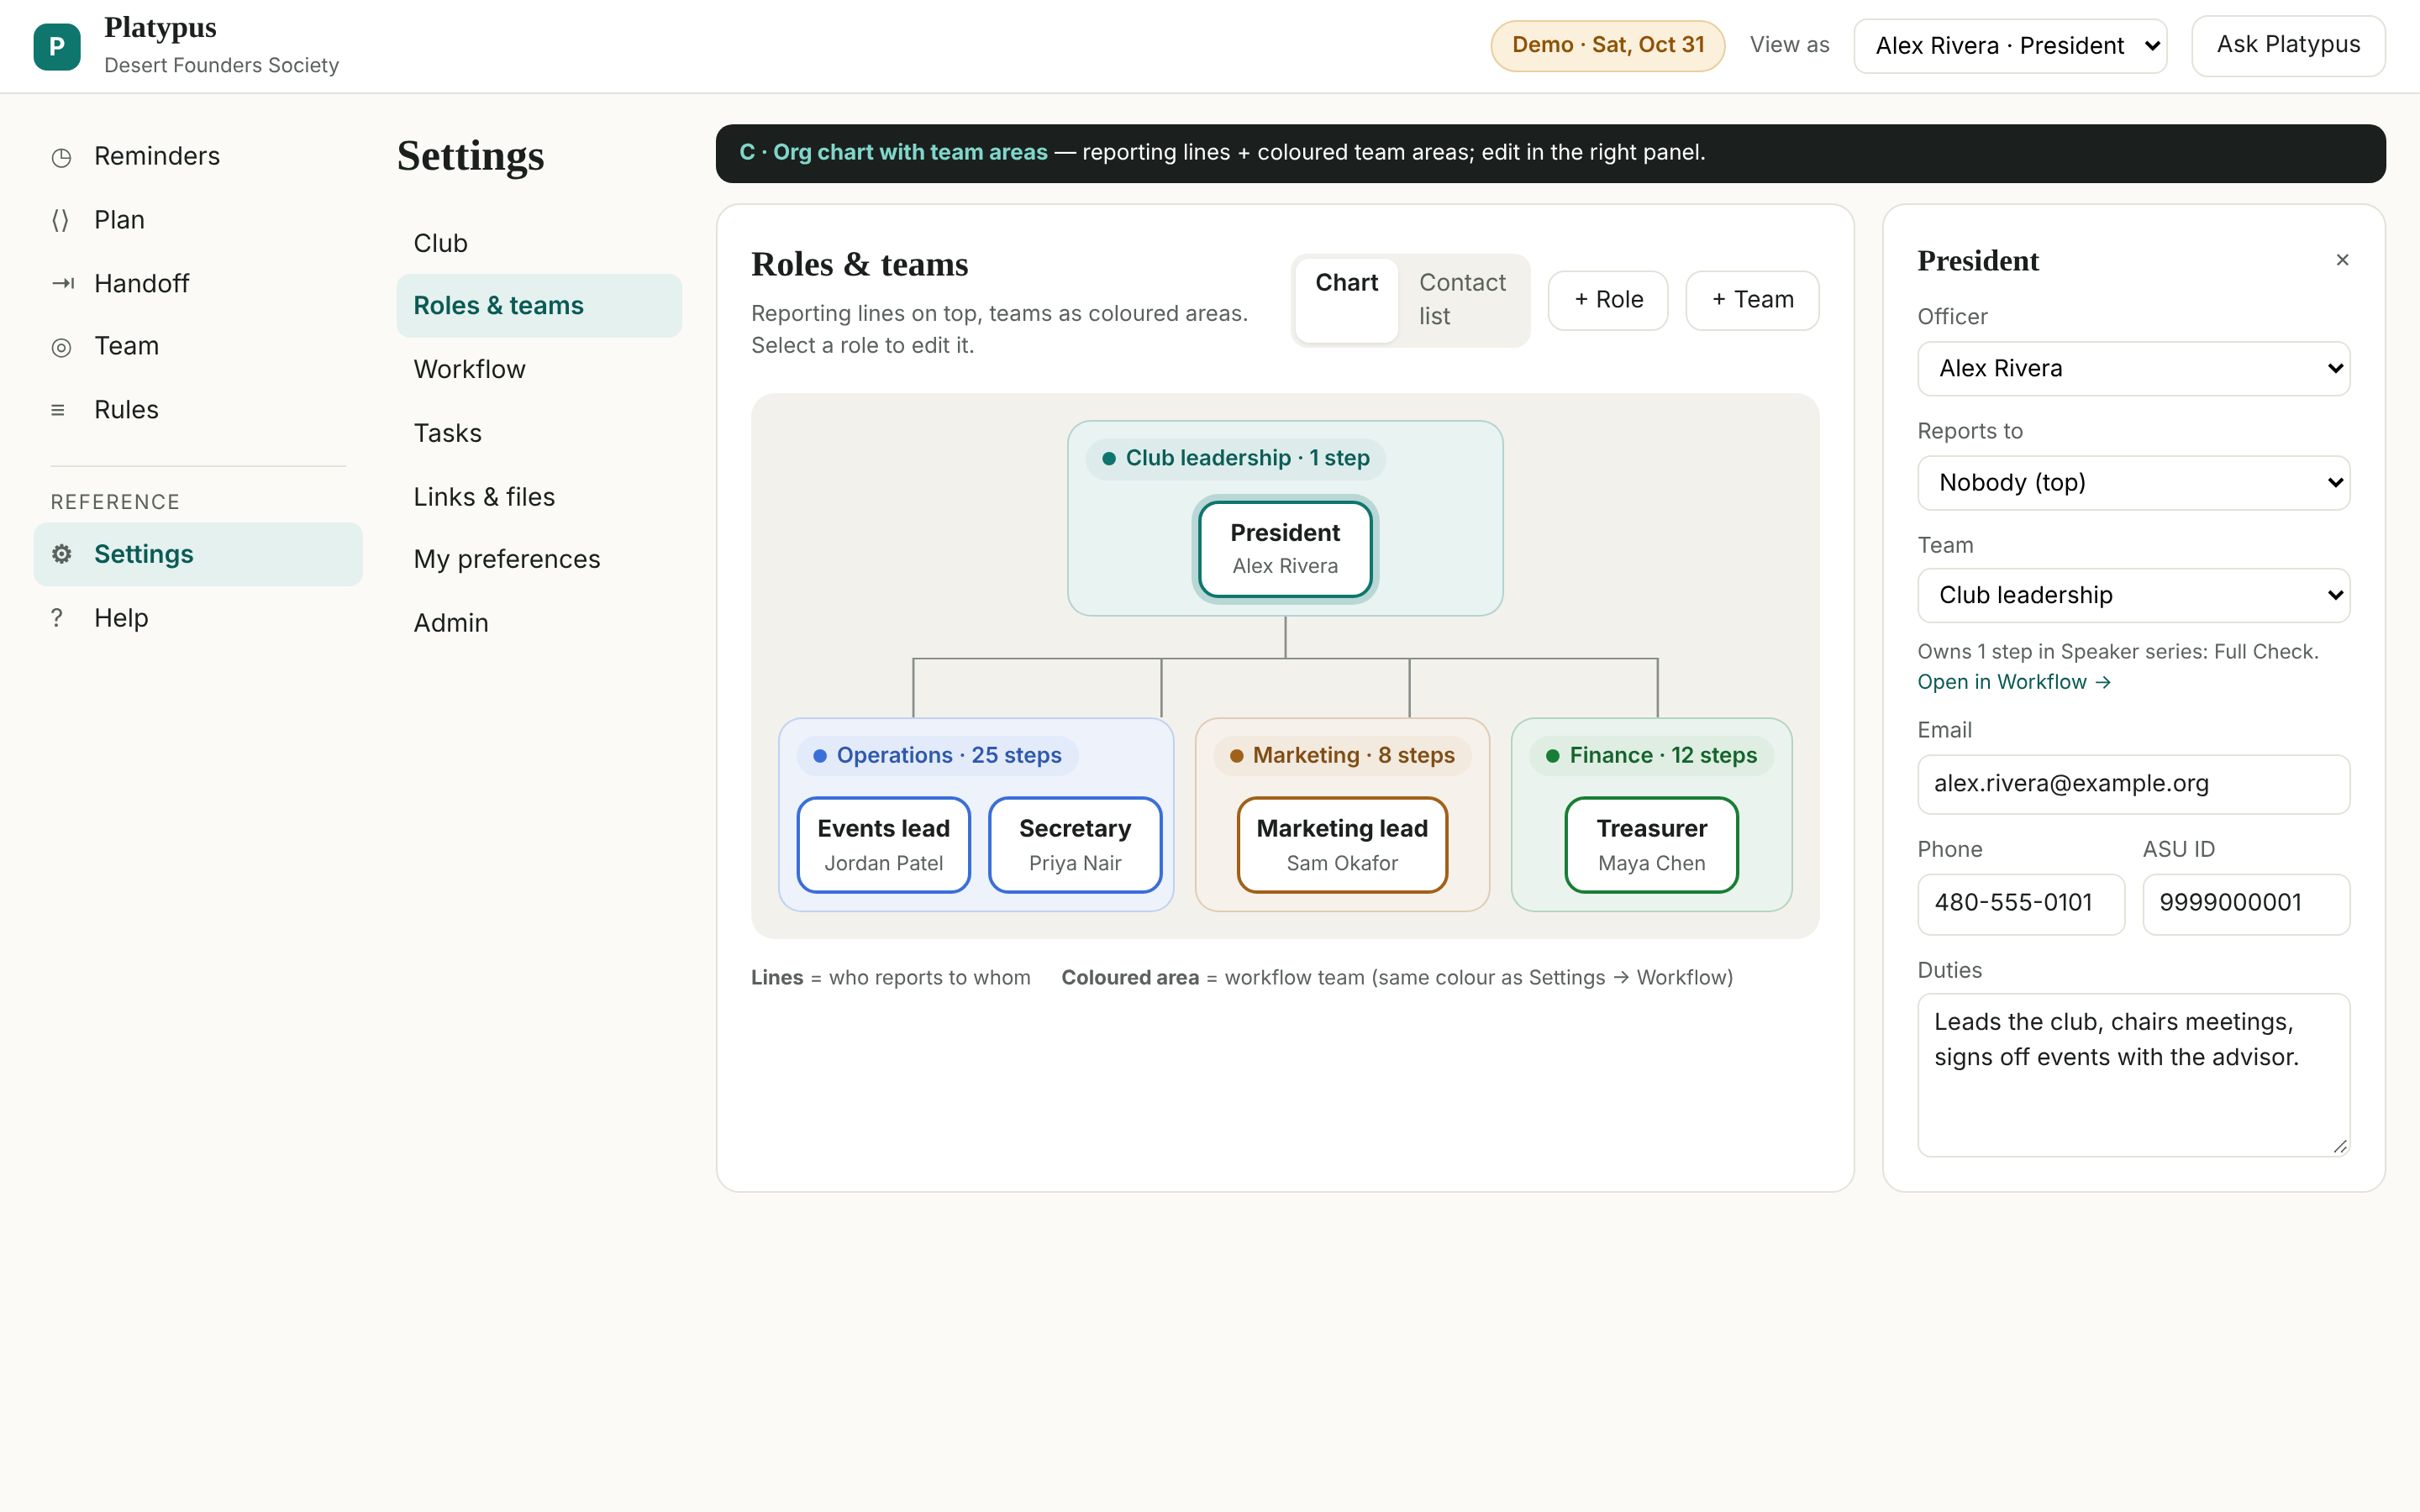 P
Platypus
Desert Founders Society
Demo · Sat, Oct 31
View as
Alex Rivera · President
Ask Platypus
Reminders
Plan
Handoff
Team
Rules
REFERENCE
Settings
? Help
Settings
Club
Roles & teams
Workflow
Tasks
Links & files
My preferences
Admin
C · Org chart with team areas — reporting lines + coloured team areas; edit in the right panel.
Roles & teams
Reporting lines on top, teams as coloured areas.
Select a role to edit it.
Chart
Contact
list
+ Role
+ Team
Club leadership · 1 step
President
Alex Rivera
Operations · 25 steps
Events lead
Jordan Patel
Secretary
Priya Nair
Marketing · 8 steps
Marketing lead
Sam Okafor
Finance · 12 steps
Treasurer
Maya Chen
Lines = who reports to whom
Coloured area = workflow team (same colour as Settings → Workflow)
President
×
Officer
Alex Rivera
Reports to
Nobody (top)
Team
Club leadership
Owns 1 step in Speaker series: Full Check.
Open in Workflow →
Email
alex.rivera@example.org
Phone
480-555-0101
ASU ID
9999000001
Duties
Leads the club, chairs meetings,
signs off events with the advisor.